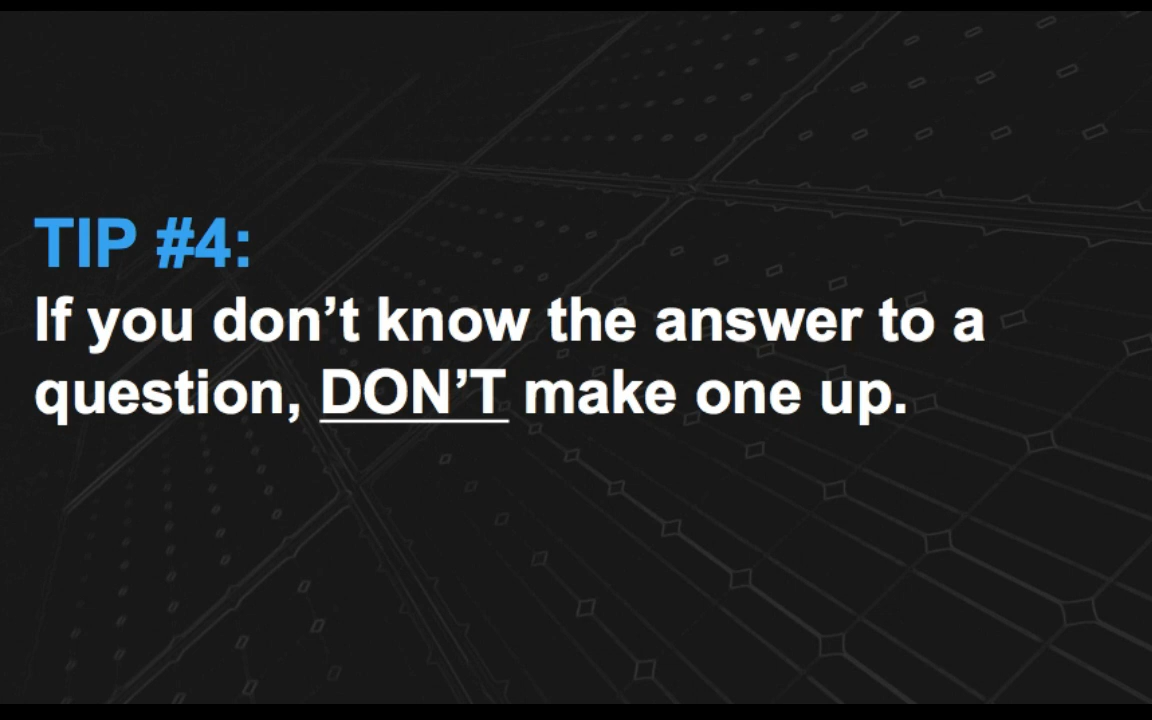 TIP #4:
If you don’t know the answer to a
question, DON’T make one up.